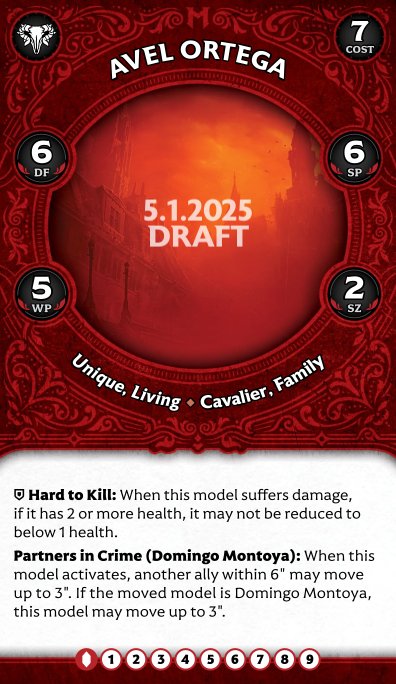 AVEL ORTEGA
7
COST
6
DF
6
SP
5.1.2025
DRAFT
5
WP
2
SZ
Unique, Living ◆ Cavalier, Family
Hard to Kill: When this model suffers damage,
if it has 2 or more health, it may not be reduced to
below 1 health.
Partners in Crime (Domingo Montoya): When this
model activates, another ally within 6" may move
up to 3". If the moved model is Domingo Montoya,
this model may move up to 3".
1 2 3 4 5 6 7 8 9